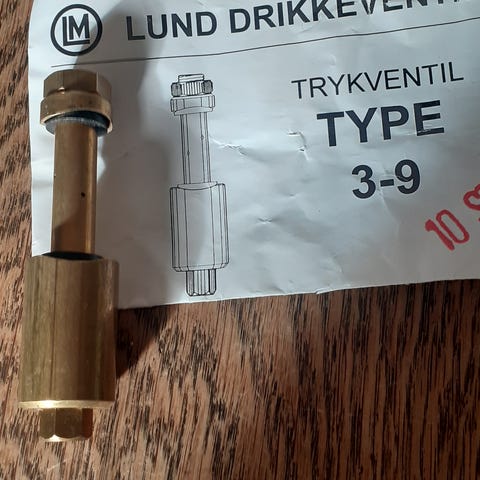 LM
LUND DRIKKEVENTI
TRYKVENTIL
TYPE
3-9
10